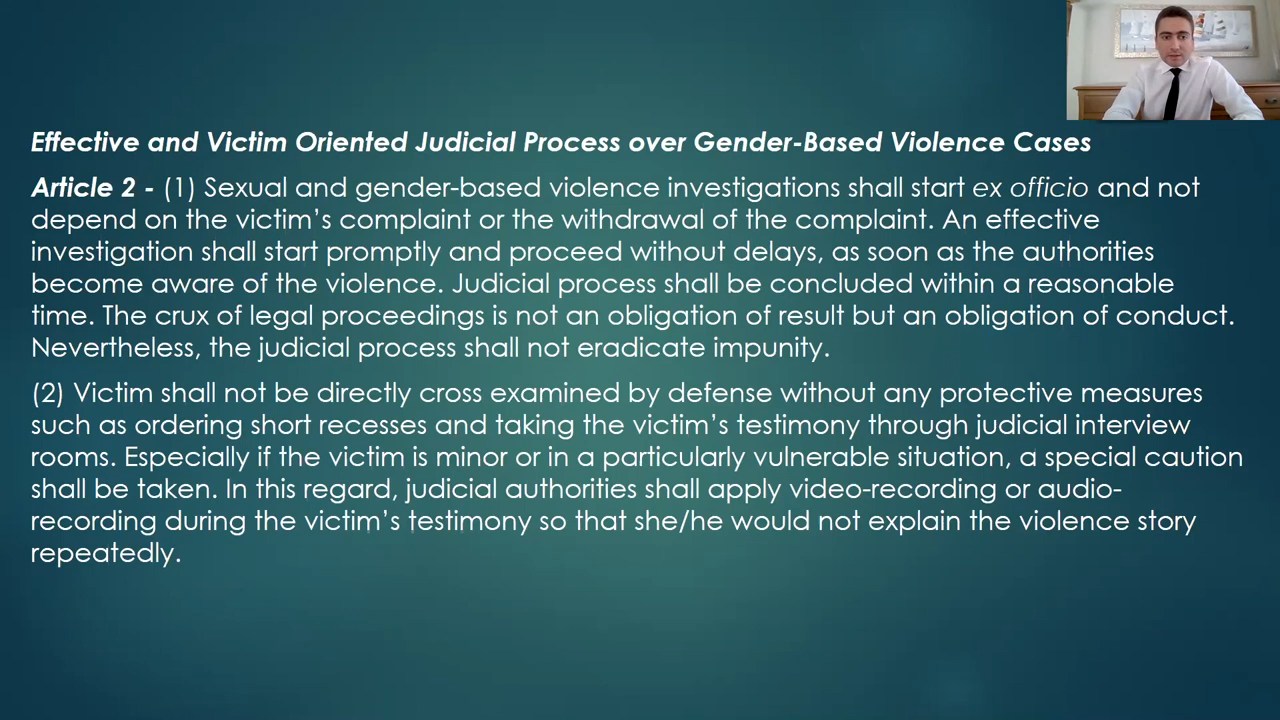 Effective and Victim Oriented Judicial Process over Gender-Based Violence Cases
Article 2 - (1) Sexual and gender-based violence investigations shall start ex officio and not
depend on the victim’s complaint or the withdrawal of the complaint. An effective
investigation shall start promptly and proceed without delays, as soon as the authorities
become aware of the violence. Judicial process shall be concluded within a reasonable
time. The crux of legal proceedings is not an obligation of result but an obligation of conduct.
Nevertheless, the judicial process shall not eradicate impunity.
(2) Victim shall not be directly cross examined by defense without any protective measures
such as ordering short recesses and taking the victim’s testimony through judicial interview
rooms. Especially if the victim is minor or in a particularly vulnerable situation, a special caution
shall be taken. In this regard, judicial authorities shall apply video-recording or audio-
recording during the victim’s testimony so that she/he would not explain the violence story
repeatedly.